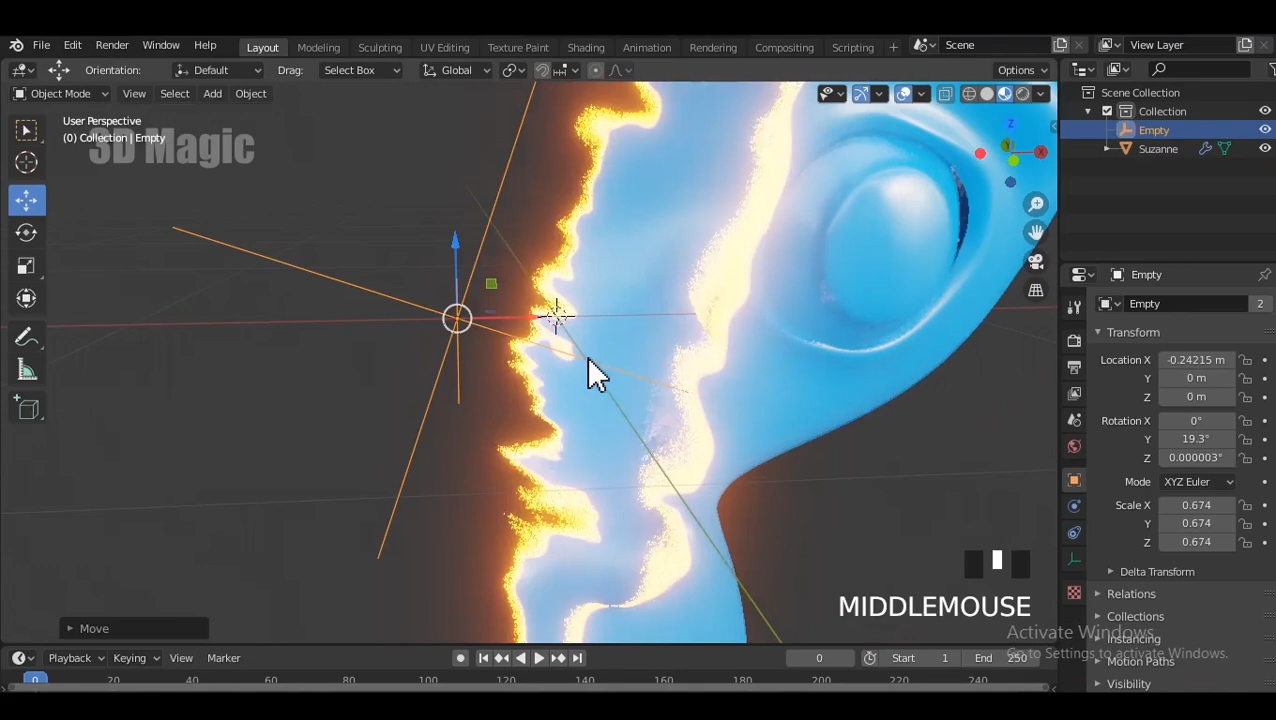 File Edit Render Window Help Layout Modeling Sculpting UV Editing Texture Paint Shading Animation Rendering Compositing Scripting + Scene View Layer
Orientation: Default Drag: Select Box Global Options
Object Mode View Select Add Object
User Perspective
(0) Collection | Empty
3D Magic
Z
X
Y
Scene Collection
Collection
Empty
Suzanne
Empty
Empty 2
Transform
Location X -0.24215 m
Y 0 m
Z 0 m
Rotation X 0°
Y 19.3°
Z 0.000003°
Mode XYZ Euler
Scale X 0.674
Y 0.674
Z 0.674
Delta Transform
Relations
Collections
Instancing
Motion Paths
Visibility
MIDDLEMOUSE
Activate Windows
Go to Settings to activate Windows.
Move
Playback Keying View Marker 0 Start 1 End 250
0 20 40 60 80 100 120 140 160 180 200 220 240